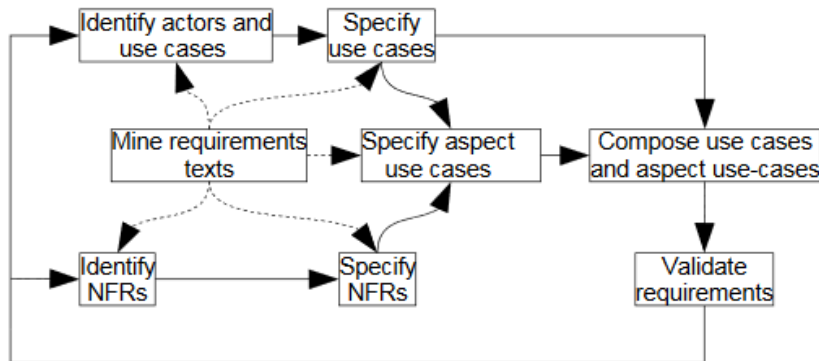 Identify actors and
use cases
Specify
use cases
Mine requirements
texts
Specify aspect
use cases
Compose use cases
and aspect use-cases
Identify
NFRs
Specify
NFRs
Validate
requirements